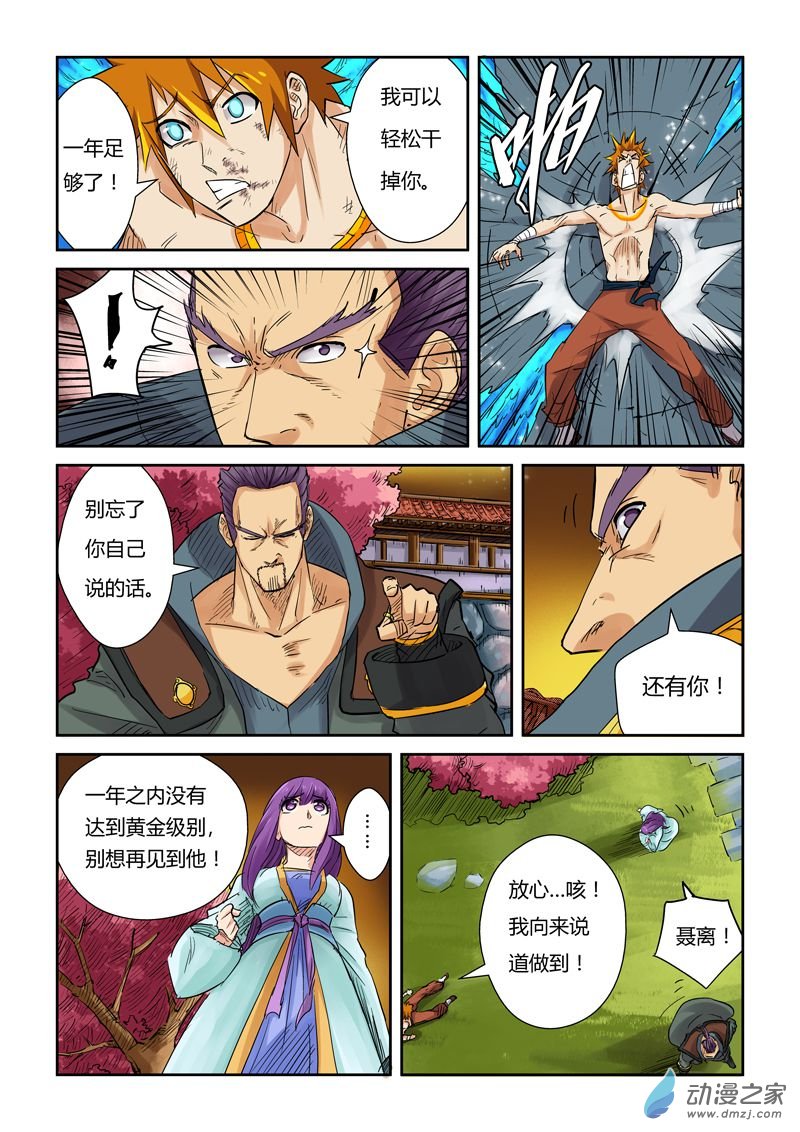 一年足
够了！
我可以
轻松干
掉你。
啪
！
别忘了
你自己
说的话。
还有你！
一年之内没有
达到黄金级别，
别想再见到他！
……
放心...咳！
我向来说
道做到！
聂离！
动漫之家
www.dmzj.com